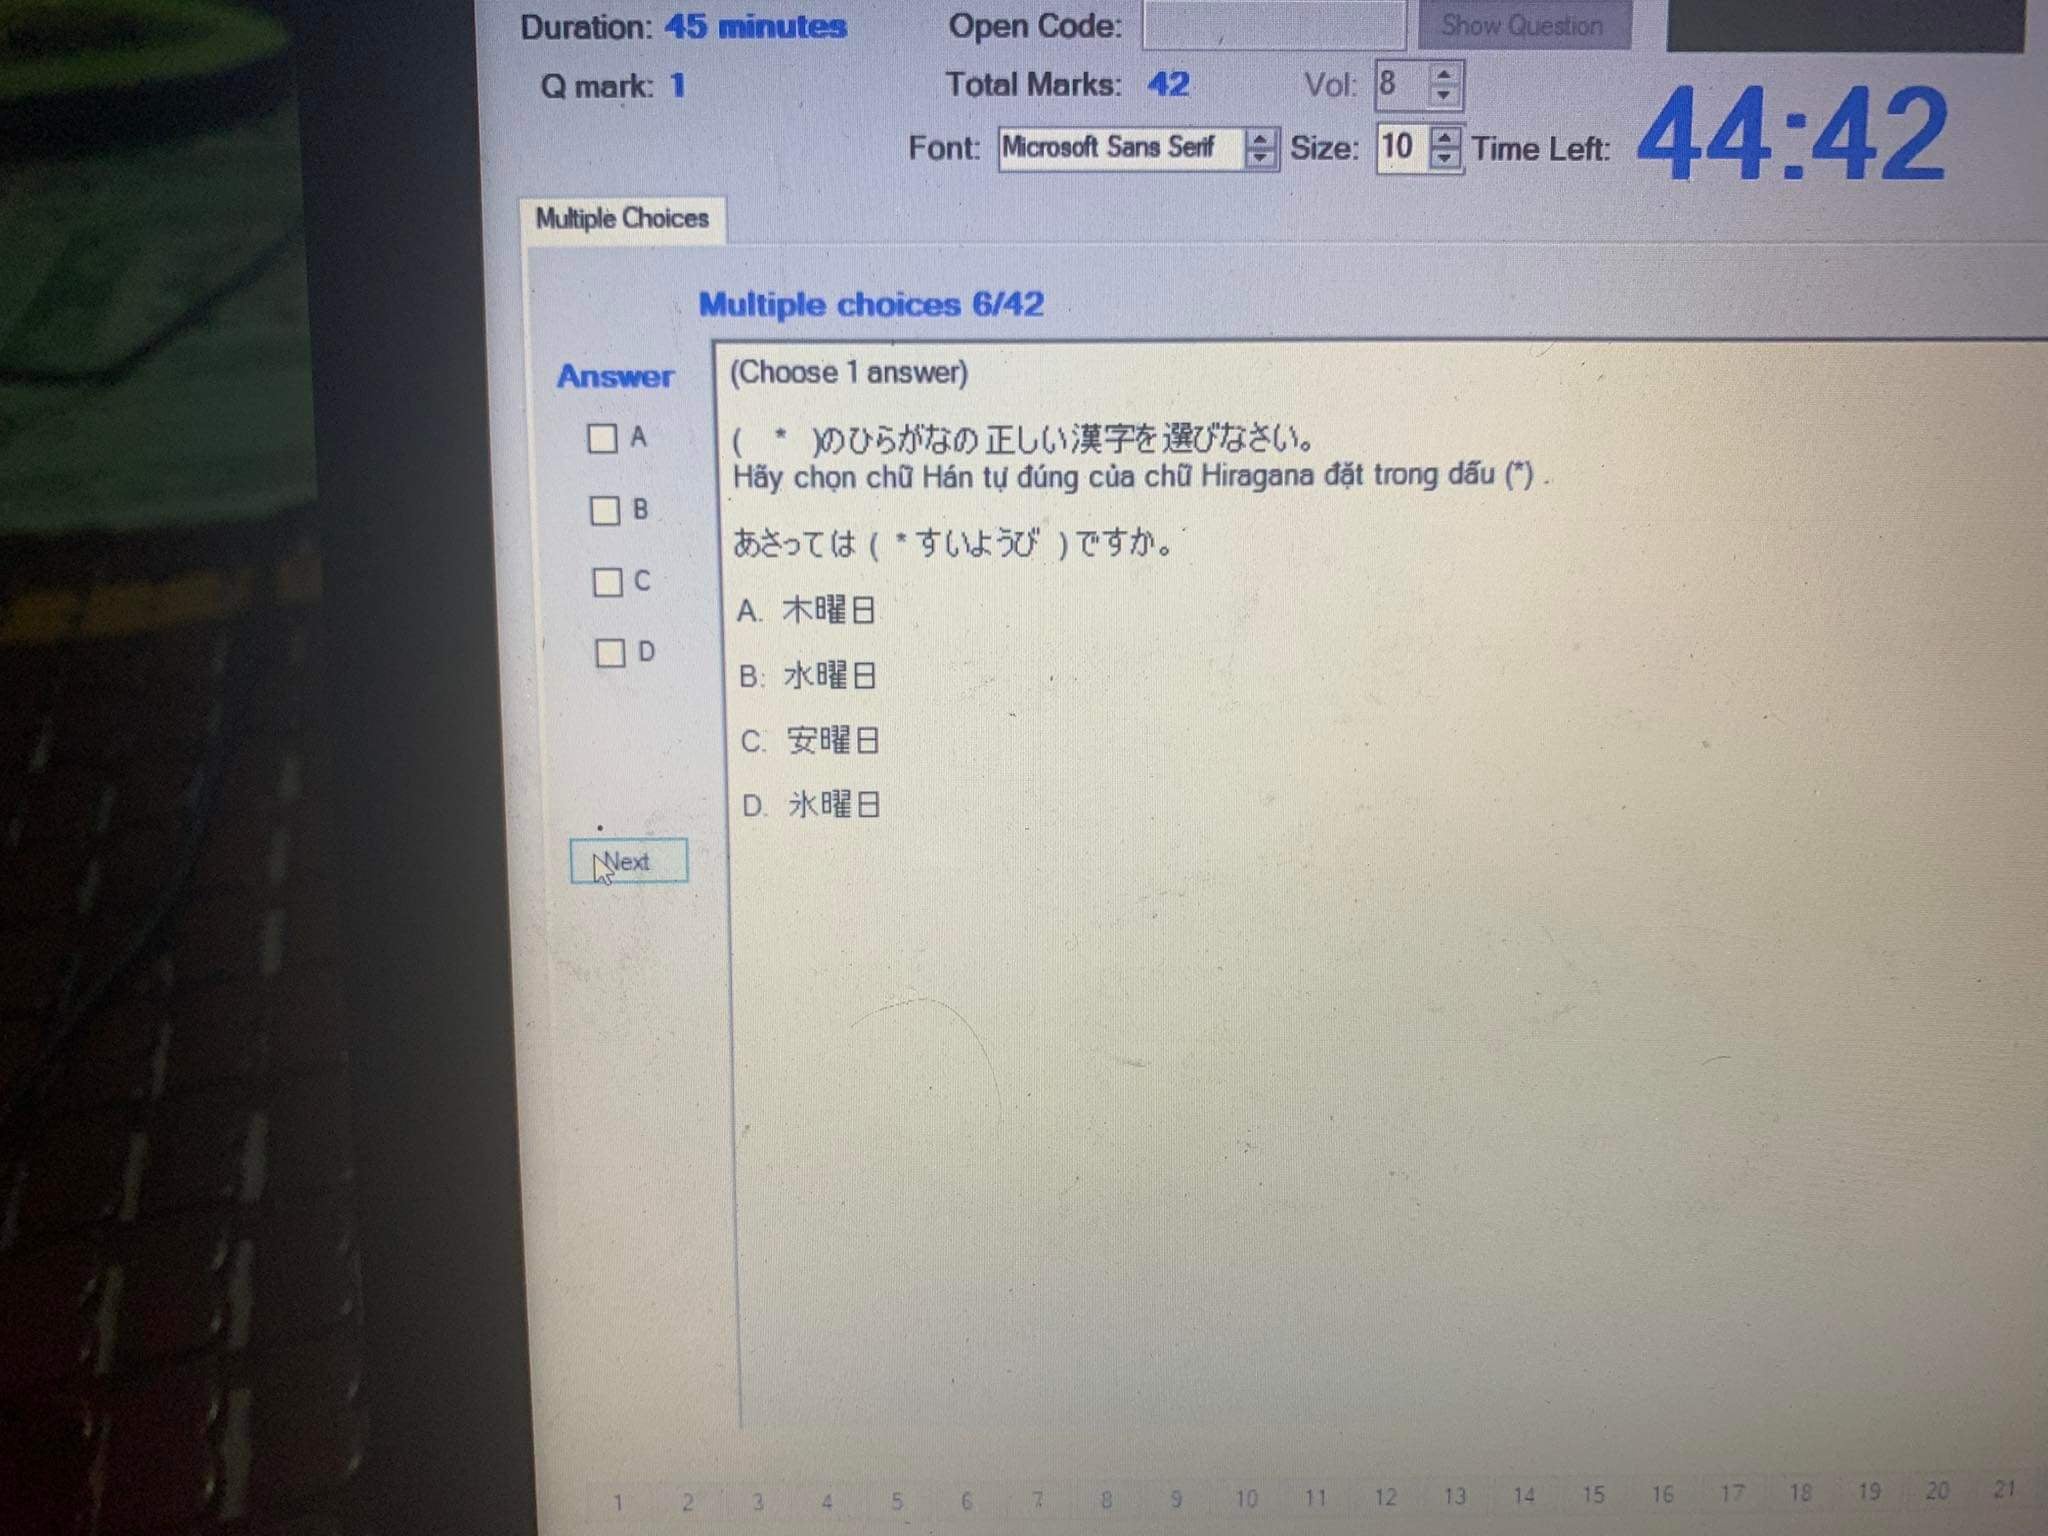 Duration: 45 minutes
Open Code:
Show Question
Q mark: 1
Total Marks: 42
Vol: 8
Font: Microsoft Sans Serif
Size: 10
Time Left: 44:42
Multiple Choices
Multiple choices 6/42
Answer
A
B
C
D
Next
(Choose 1 answer)
( * )のひらがなの正しい漢字を選びなさい。
Hãy chọn chữ Hán tự đúng của chữ Hiragana đặt trong dấu (*) .
あさっては ( * すいようび ) ですか。
A. 木曜日
B: 水曜日
C. 安曜日
D. 氷曜日
1 2 3 4 5 6 7 8 9 10 11 12 13 14 15 16 17 18 19 20 21